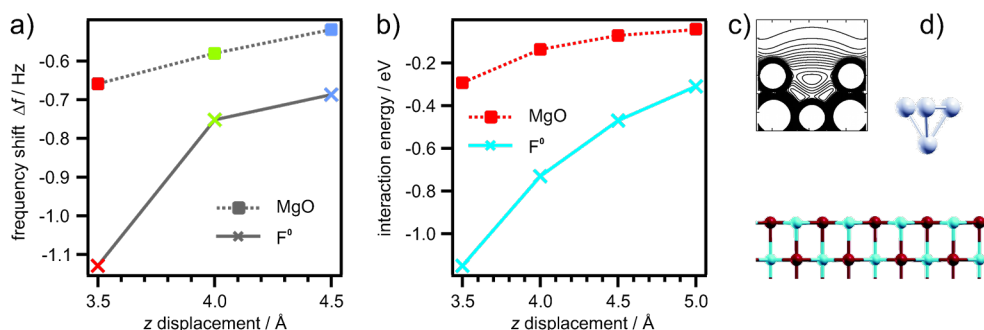 a)
frequency shift Δf / Hz
-0.6
-0.7
-0.8
-0.9
-1.0
-1.1
MgO
F⁰
3.5
4.0
4.5
z displacement / Å
b)
interaction energy / eV
-0.2
-0.4
-0.6
-0.8
-1.0
MgO
F⁰
3.5
4.0
4.5
5.0
z displacement / Å
c)
d)